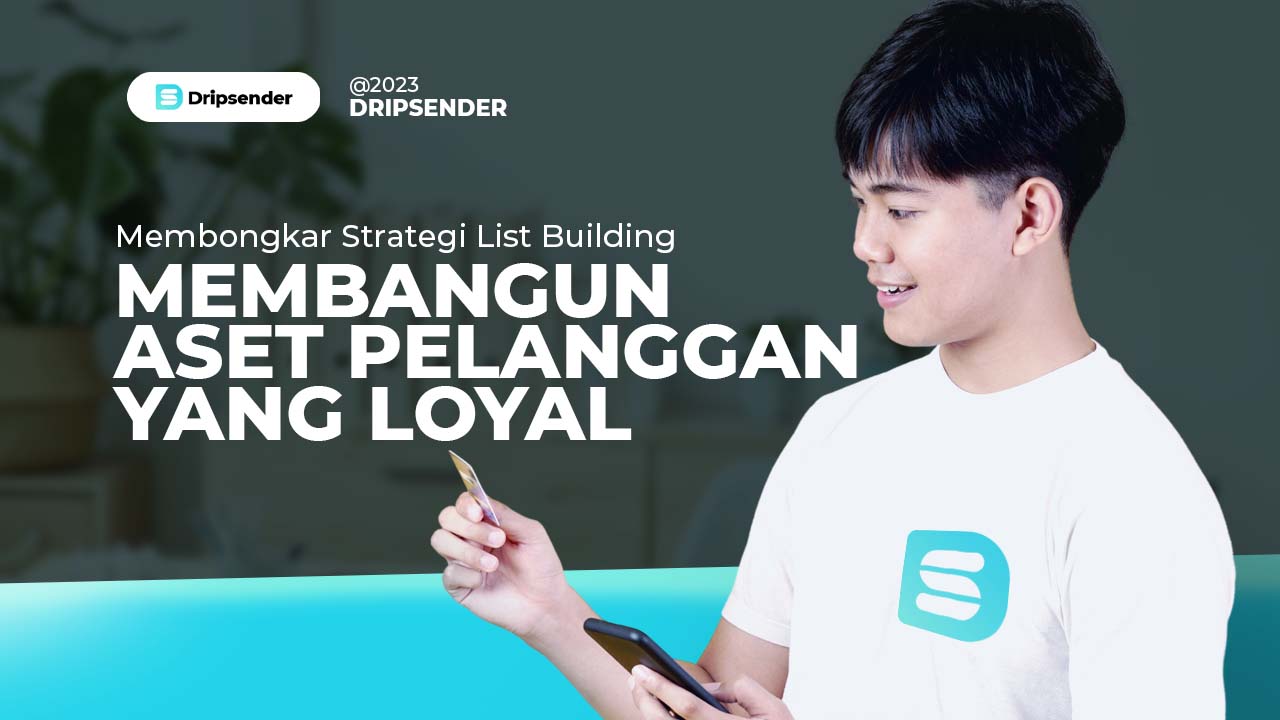 Dripsender
@2023
DRIPSENDER
Membongkar Strategi List Building
MEMBANGUN
ASET PELANGGAN
YANG LOYAL